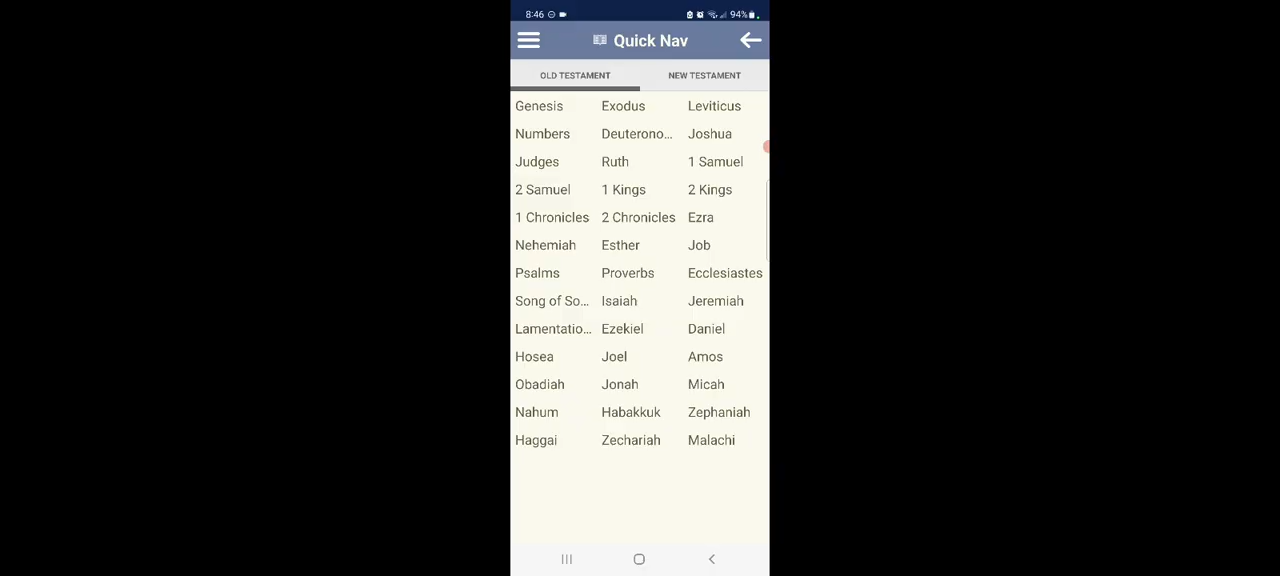 8:46 94%
Quick Nav
OLD TESTAMENT NEW TESTAMENT
Genesis Exodus Leviticus
Numbers Deuterono... Joshua
Judges Ruth 1 Samuel
2 Samuel 1 Kings 2 Kings
1 Chronicles 2 Chronicles Ezra
Nehemiah Esther Job
Psalms Proverbs Ecclesiastes
Song of So... Isaiah Jeremiah
Lamentatio... Ezekiel Daniel
Hosea Joel Amos
Obadiah Jonah Micah
Nahum Habakkuk Zephaniah
Haggai Zechariah Malachi